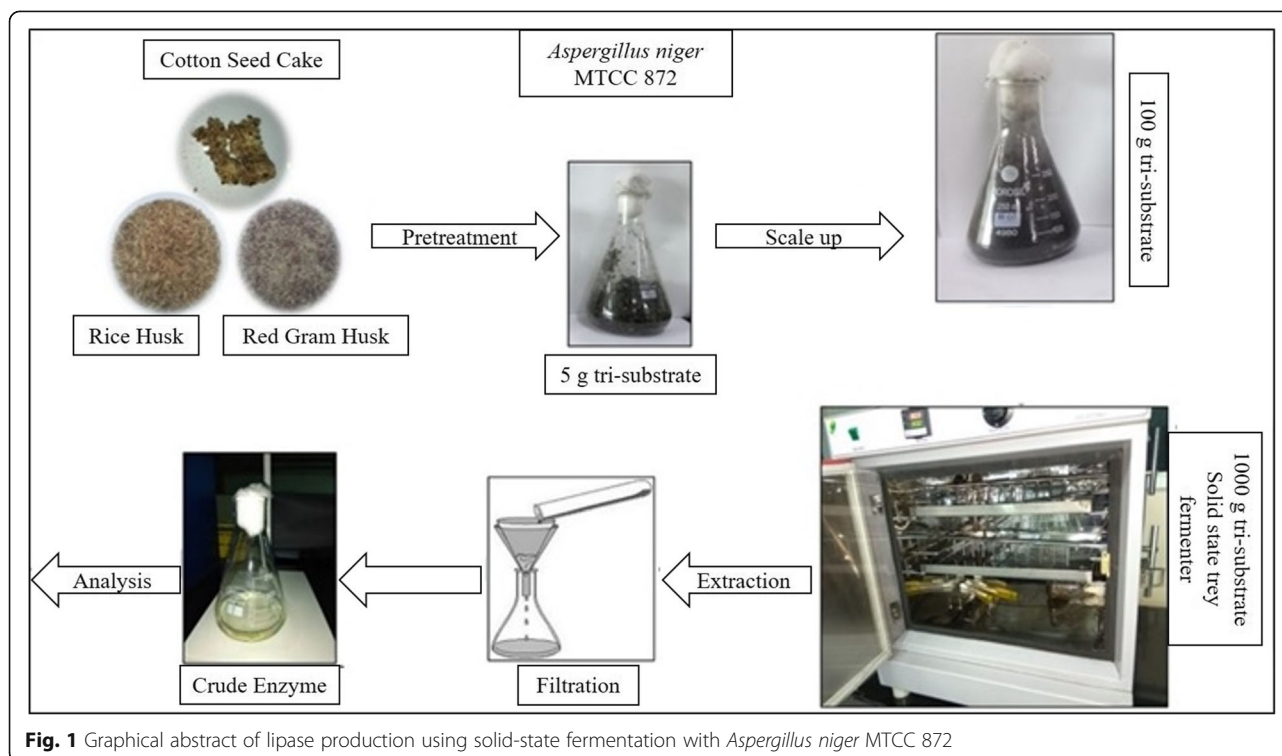 Cotton Seed Cake
Aspergillus niger
MTCC 872
100 g tri-substrate
Pretreatment
Scale up
Rice Husk
Red Gram Husk
5 g tri-substrate
1000 g tri-substrate
Solid state trey
fermenter
Analysis
Extraction
Crude Enzyme
Filtration
Fig. 1 Graphical abstract of lipase production using solid-state fermentation with Aspergillus niger MTCC 872